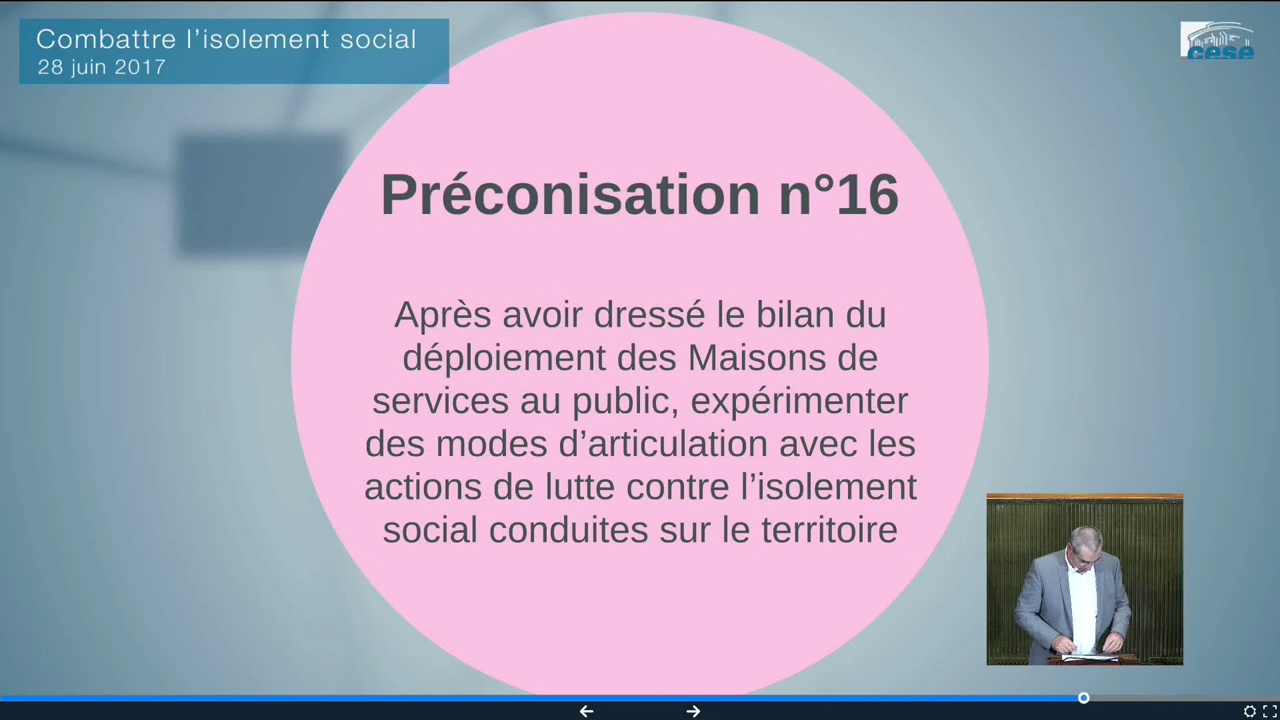 Combattre l’isolement social
28 juin 2017
cese
Préconisation n°16
Après avoir dressé le bilan du
déploiement des Maisons de
services au public, expérimenter
des modes d’articulation avec les
actions de lutte contre l’isolement
social conduites sur le territoire